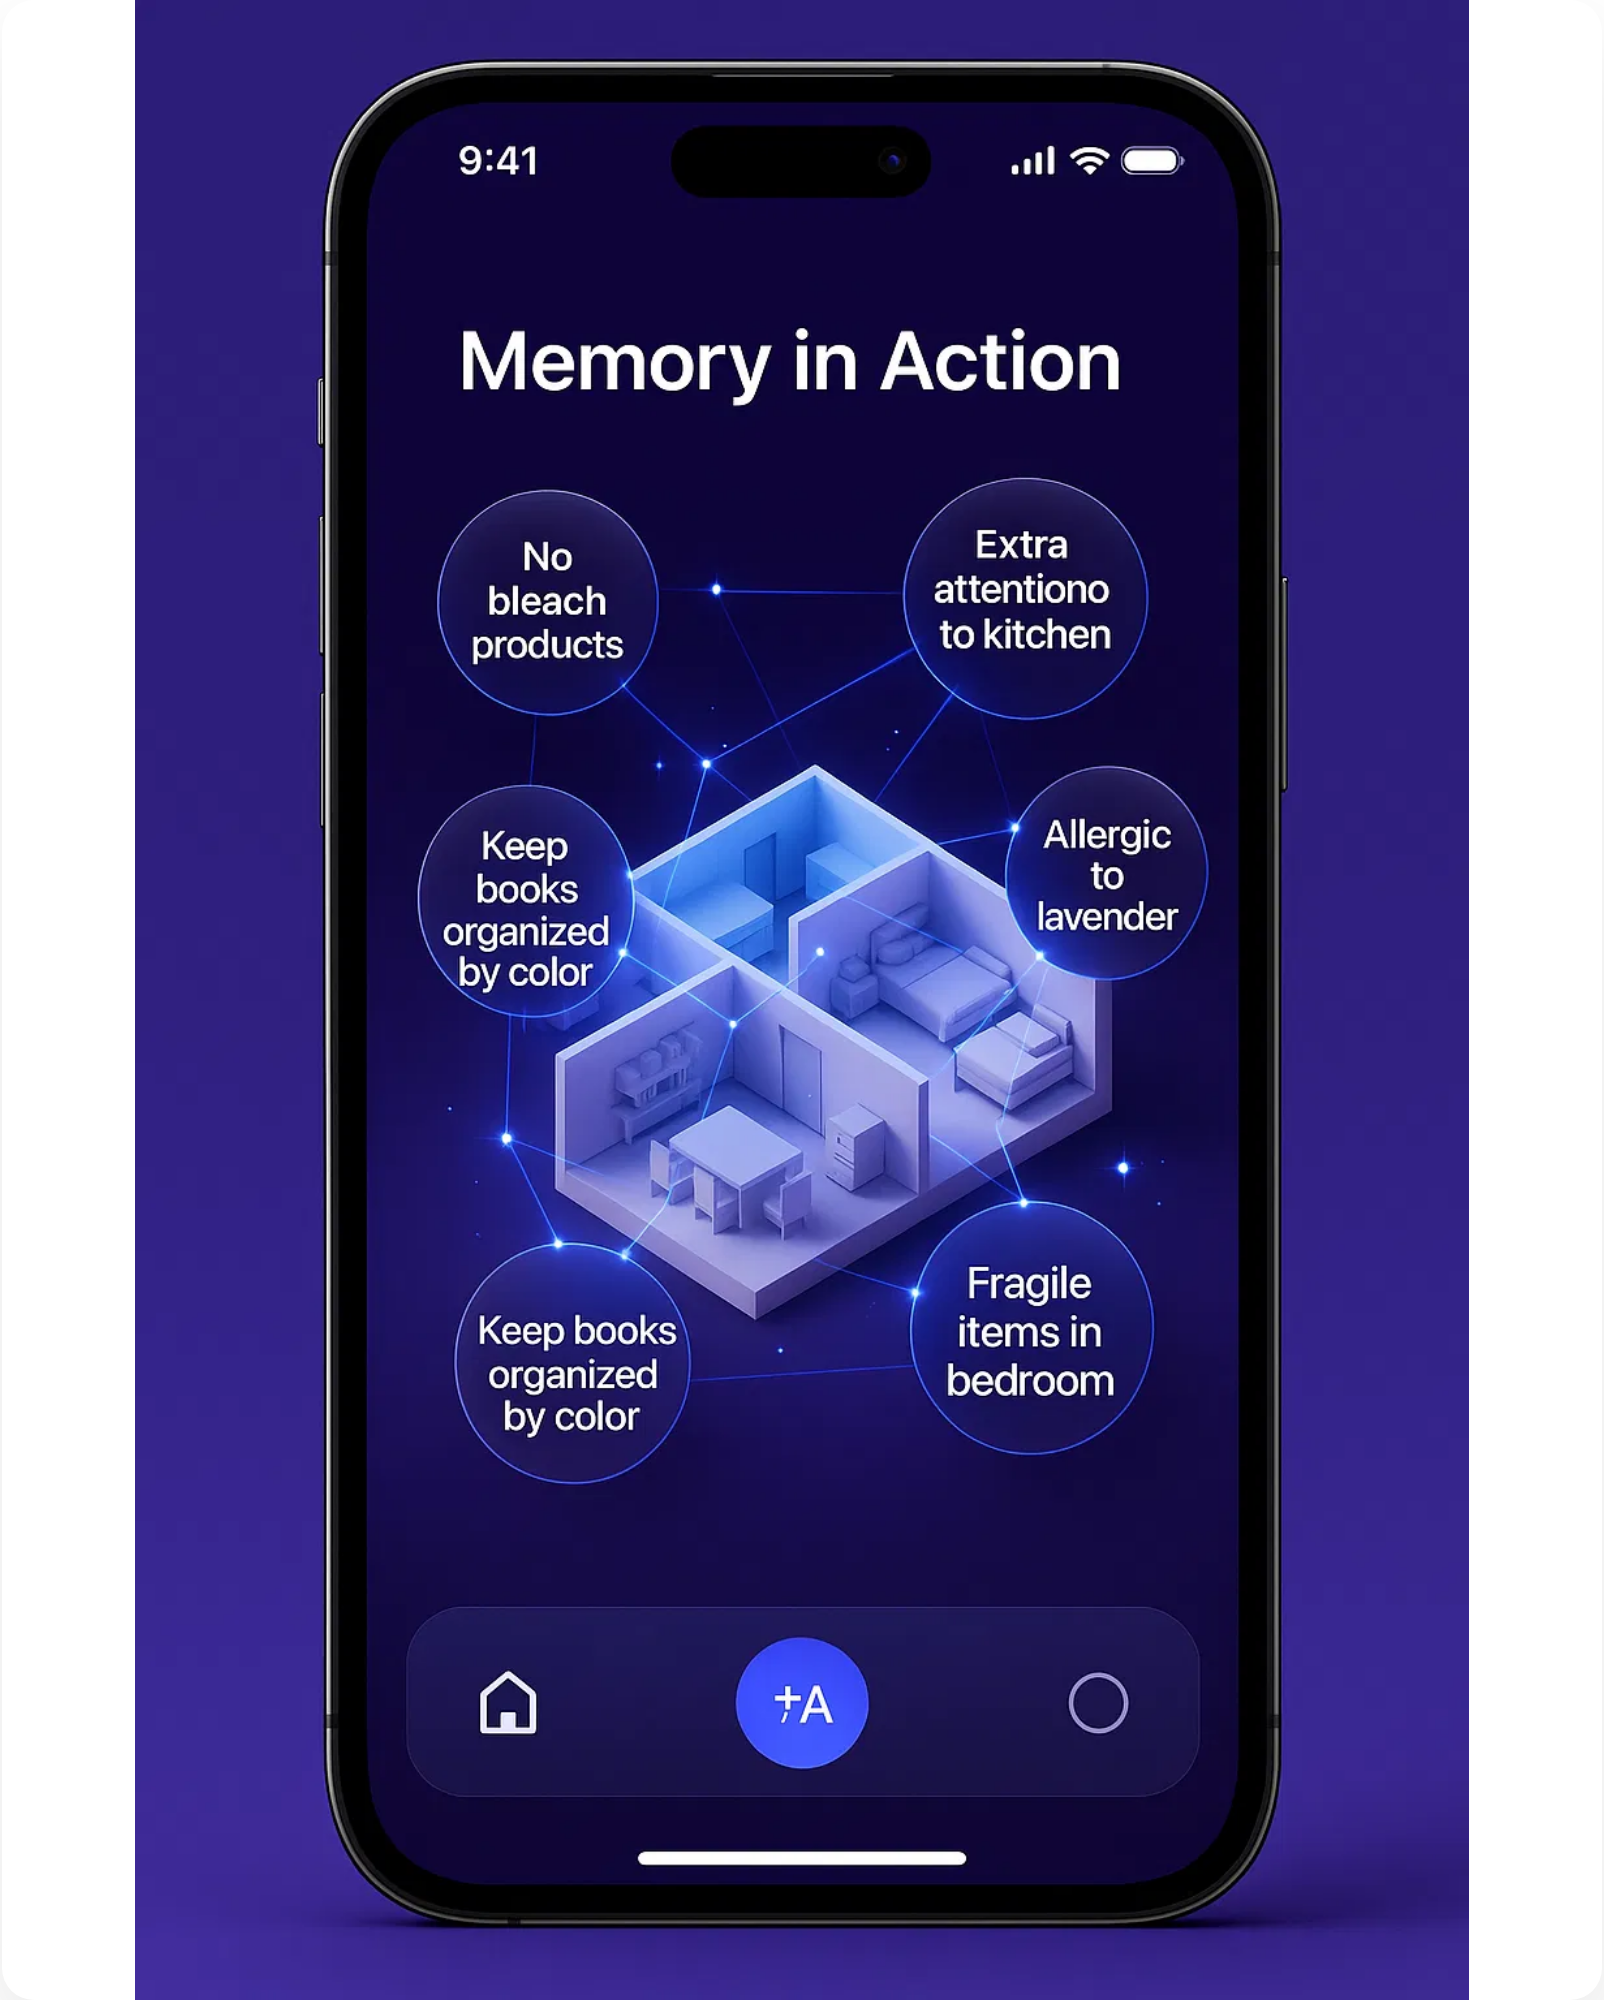 9:41
Memory in Action
No
bleach
products
Extra
attentiono
to kitchen
Keep
books
organized
by color
Allergic
to
lavender
Keep books
organized
by color
Fragile
items in
bedroom
+A